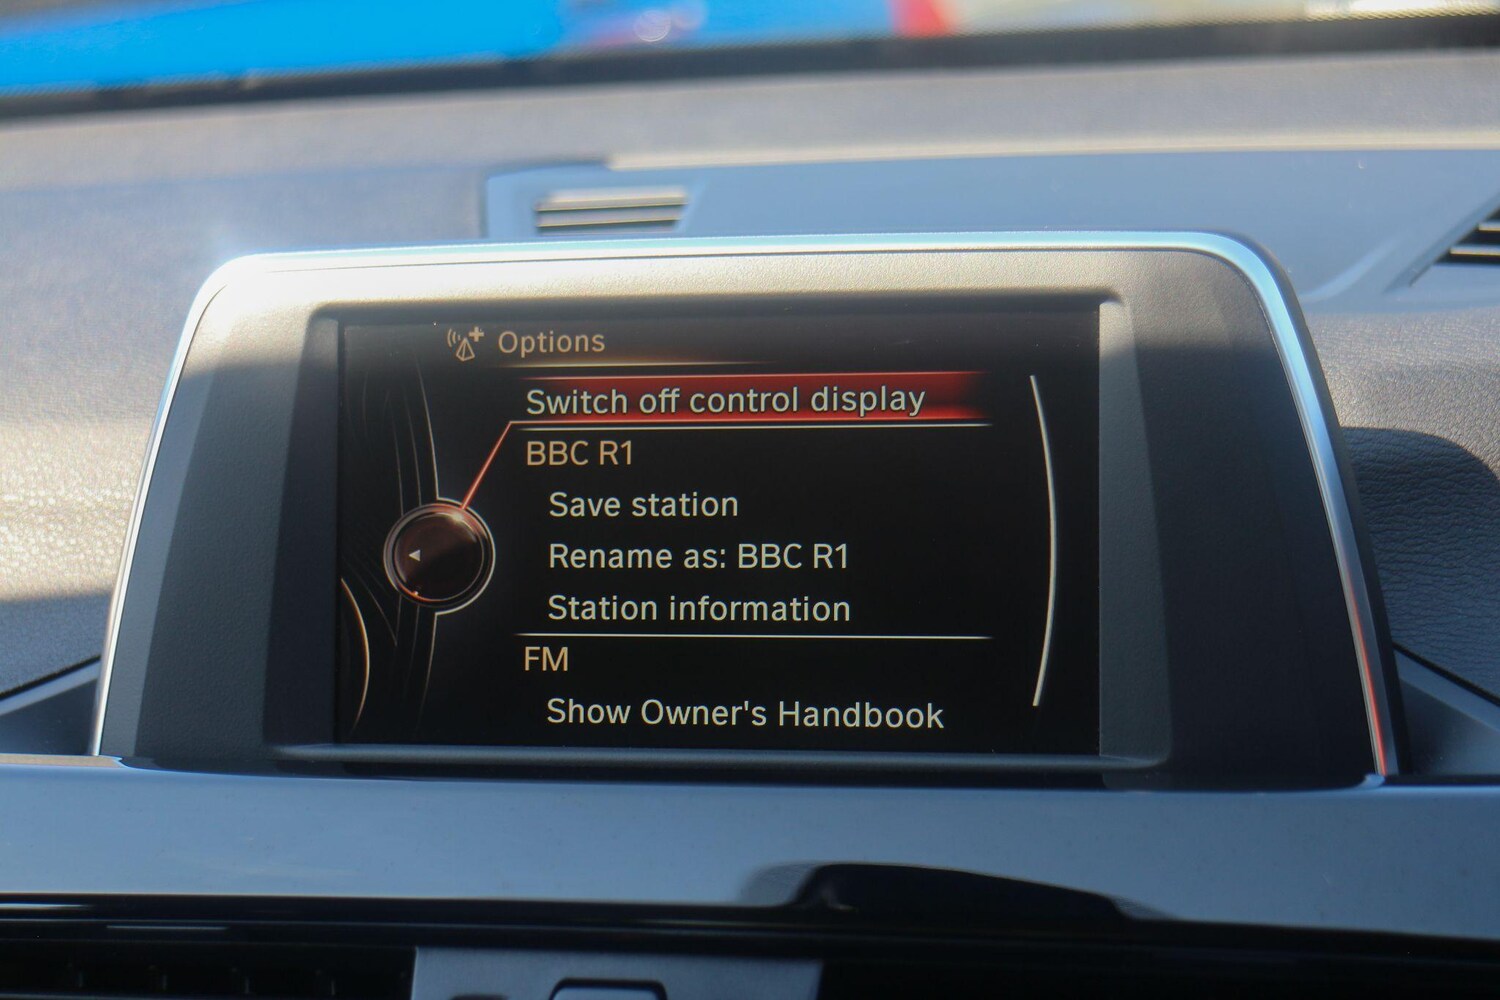 Options
Switch off control display
BBC R1
Save station
Rename as: BBC R1
Station information
FM
Show Owner's Handbook